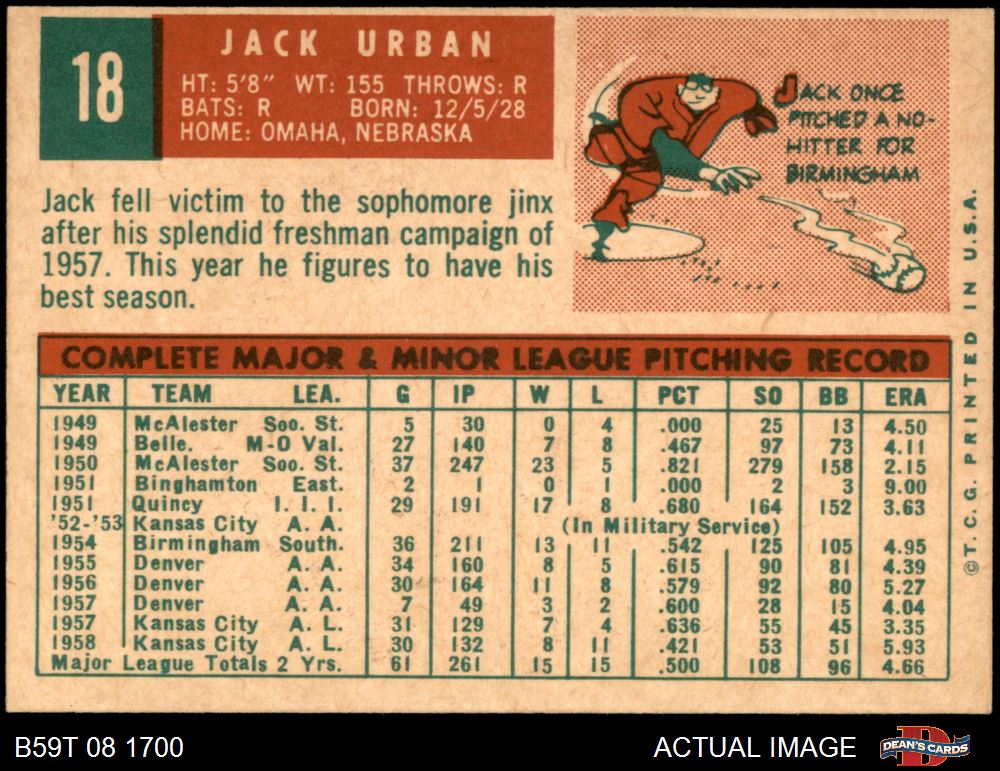 18
JACK URBAN
HT: 5'8" WT: 155 THROWS: R
BATS: R BORN: 12/5/28
HOME: OMAHA, NEBRASKA
JACK ONCE
PITCHED A NO-
HITTER FOR
BIRMINGHAM
Jack fell victim to the sophomore jinx
after his splendid freshman campaign of
1957. This year he figures to have his
best season.
COMPLETE MAJOR & MINOR LEAGUE PITCHING RECORD
YEAR TEAM LEA. G IP W L PCT SO BB ERA
1949 McAlester Soo. St. 5 30 0 4 .000 25 13 4.50
1949 Belle. M-O Val. 27 140 7 8 .467 97 73 4.11
1950 McAlester Soo. St. 37 247 23 5 .821 279 158 2.15
1951 Binghamton East. 2 1 0 1 .000 2 3 9.00
1951 Quincy I. I. I. 29 191 17 8 .680 164 152 3.63
'52-'53 Kansas City A. A. (In Military Service)
1954 Birmingham South. 36 211 13 11 .542 125 105 4.95
1955 Denver A. A. 34 160 8 5 .615 90 81 4.39
1956 Denver A. A. 30 164 11 8 .579 92 80 5.27
1957 Denver A. A. 7 49 3 2 .600 28 15 4.04
1957 Kansas City A. L. 31 129 7 4 .636 55 45 3.35
1958 Kansas City A. L. 30 132 8 11 .421 53 51 5.93
Major League Totals 2 Yrs. 61 261 15 15 .500 108 96 4.66
©T. C. G. PRINTED IN U.S.A.
B59T 08 1700
ACTUAL IMAGE
D
DEAN'S CARDS